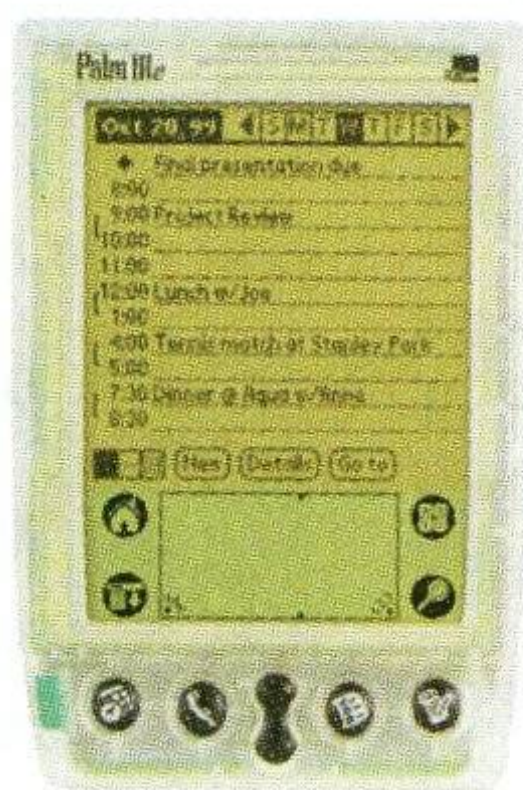 Palm IIIe
Oct 20, 99 S M T W T F S
Final presentation due
8:00
9:00 Project Review
10:00
11:00
12:00 Lunch w/Joe
1:00
4:00 Tennis match at Stanley Park
5:00
7:30 Dinner @ Aqua w/Anna
8:30
New Details Go to